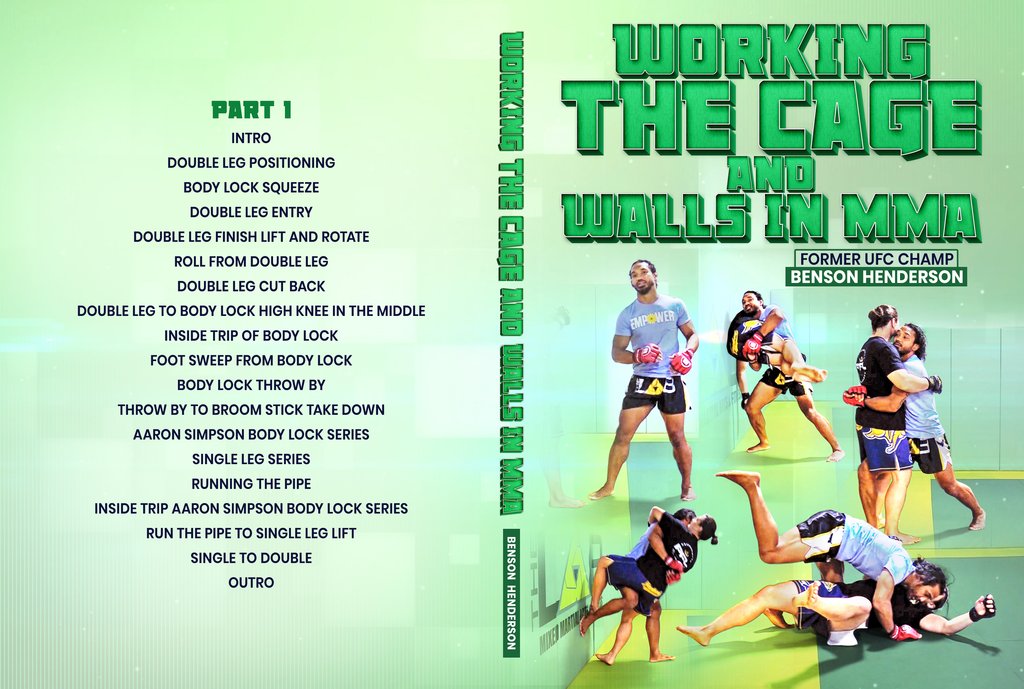 PART 1
INTRO
DOUBLE LEG POSITIONING
BODY LOCK SQUEEZE
DOUBLE LEG ENTRY
DOUBLE LEG FINISH LIFT AND ROTATE
ROLL FROM DOUBLE LEG
DOUBLE LEG CUT BACK
DOUBLE LEG TO BODY LOCK HIGH KNEE IN THE MIDDLE
INSIDE TRIP OF BODY LOCK
FOOT SWEEP FROM BODY LOCK
BODY LOCK THROW BY
THROW BY TO BROOM STICK TAKE DOWN
AARON SIMPSON BODY LOCK SERIES
SINGLE LEG SERIES
RUNNING THE PIPE
INSIDE TRIP AARON SIMPSON BODY LOCK SERIES
RUN THE PIPE TO SINGLE LEG LIFT
SINGLE TO DOUBLE
OUTRO
WORKING THE CAGE AND WALLS IN MMA
BENSON HENDERSON
WORKING
THE CAGE
AND
WALLS IN MMA
FORMER UFC CHAMP
BENSON HENDERSON
EMPOWER